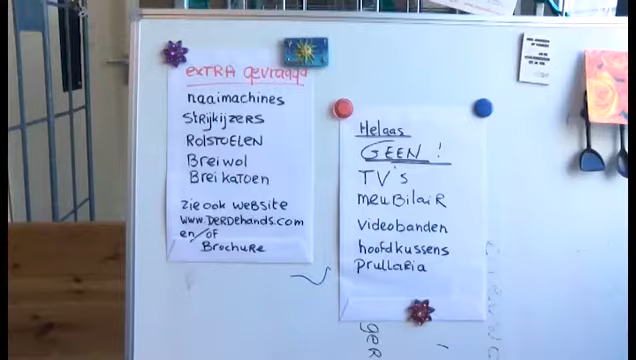 EXTRA gevraagd
naaimachines
STRIJKIJZERS
ROLSTOELEN
Breiwol
Breikatoen
zie ook website
www.DERDEhands.com
en/OF
BROCHURE
Helaas
GEEN !
TV's
meubilair
videobanden
hoofdkussens
prullaria